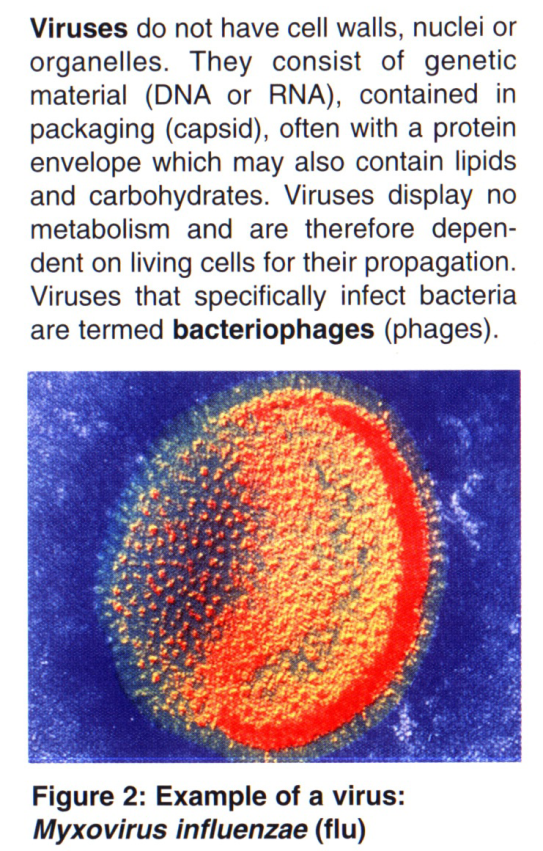 Viruses do not have cell walls, nuclei or
organelles. They consist of genetic
material (DNA or RNA), contained in
packaging (capsid), often with a protein
envelope which may also contain lipids
and carbohydrates. Viruses display no
metabolism and are therefore depen-
dent on living cells for their propagation.
Viruses that specifically infect bacteria
are termed bacteriophages (phages).
Figure 2: Example of a virus:
Myxovirus influenzae (flu)